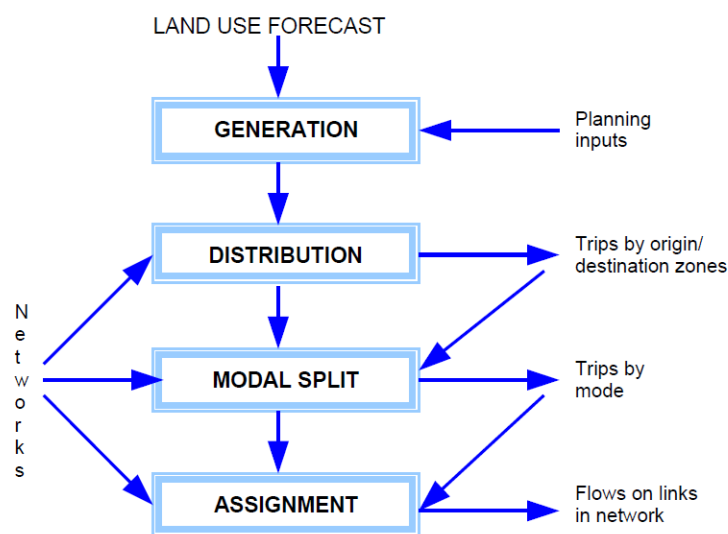 LAND USE FORECAST
GENERATION
Planning
inputs
DISTRIBUTION
Trips by origin/
destination zones
Networks
MODAL SPLIT
Trips by
mode
ASSIGNMENT
Flows on links
in network